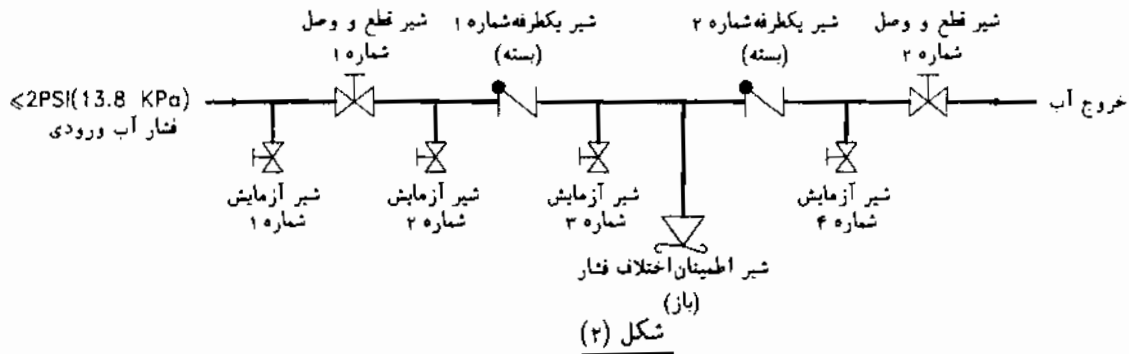 شیر قطع و وصل
شماره ۱
شیر یکطرفه شماره ۱
(بسته)
شیر یکطرفه شماره ۲
(بسته)
شیر قطع و وصل
شماره ۲
≤2PSI(13.8 KPa)
فشار آب ورودی
خروج آب
شیر آزمایش
شماره ۱
شیر آزمایش
شماره ۲
شیر آزمایش
شماره ۳
شیر آزمایش
شماره ۴
شیر اطمینان اختلاف فشار
(باز)
شکل (۲)